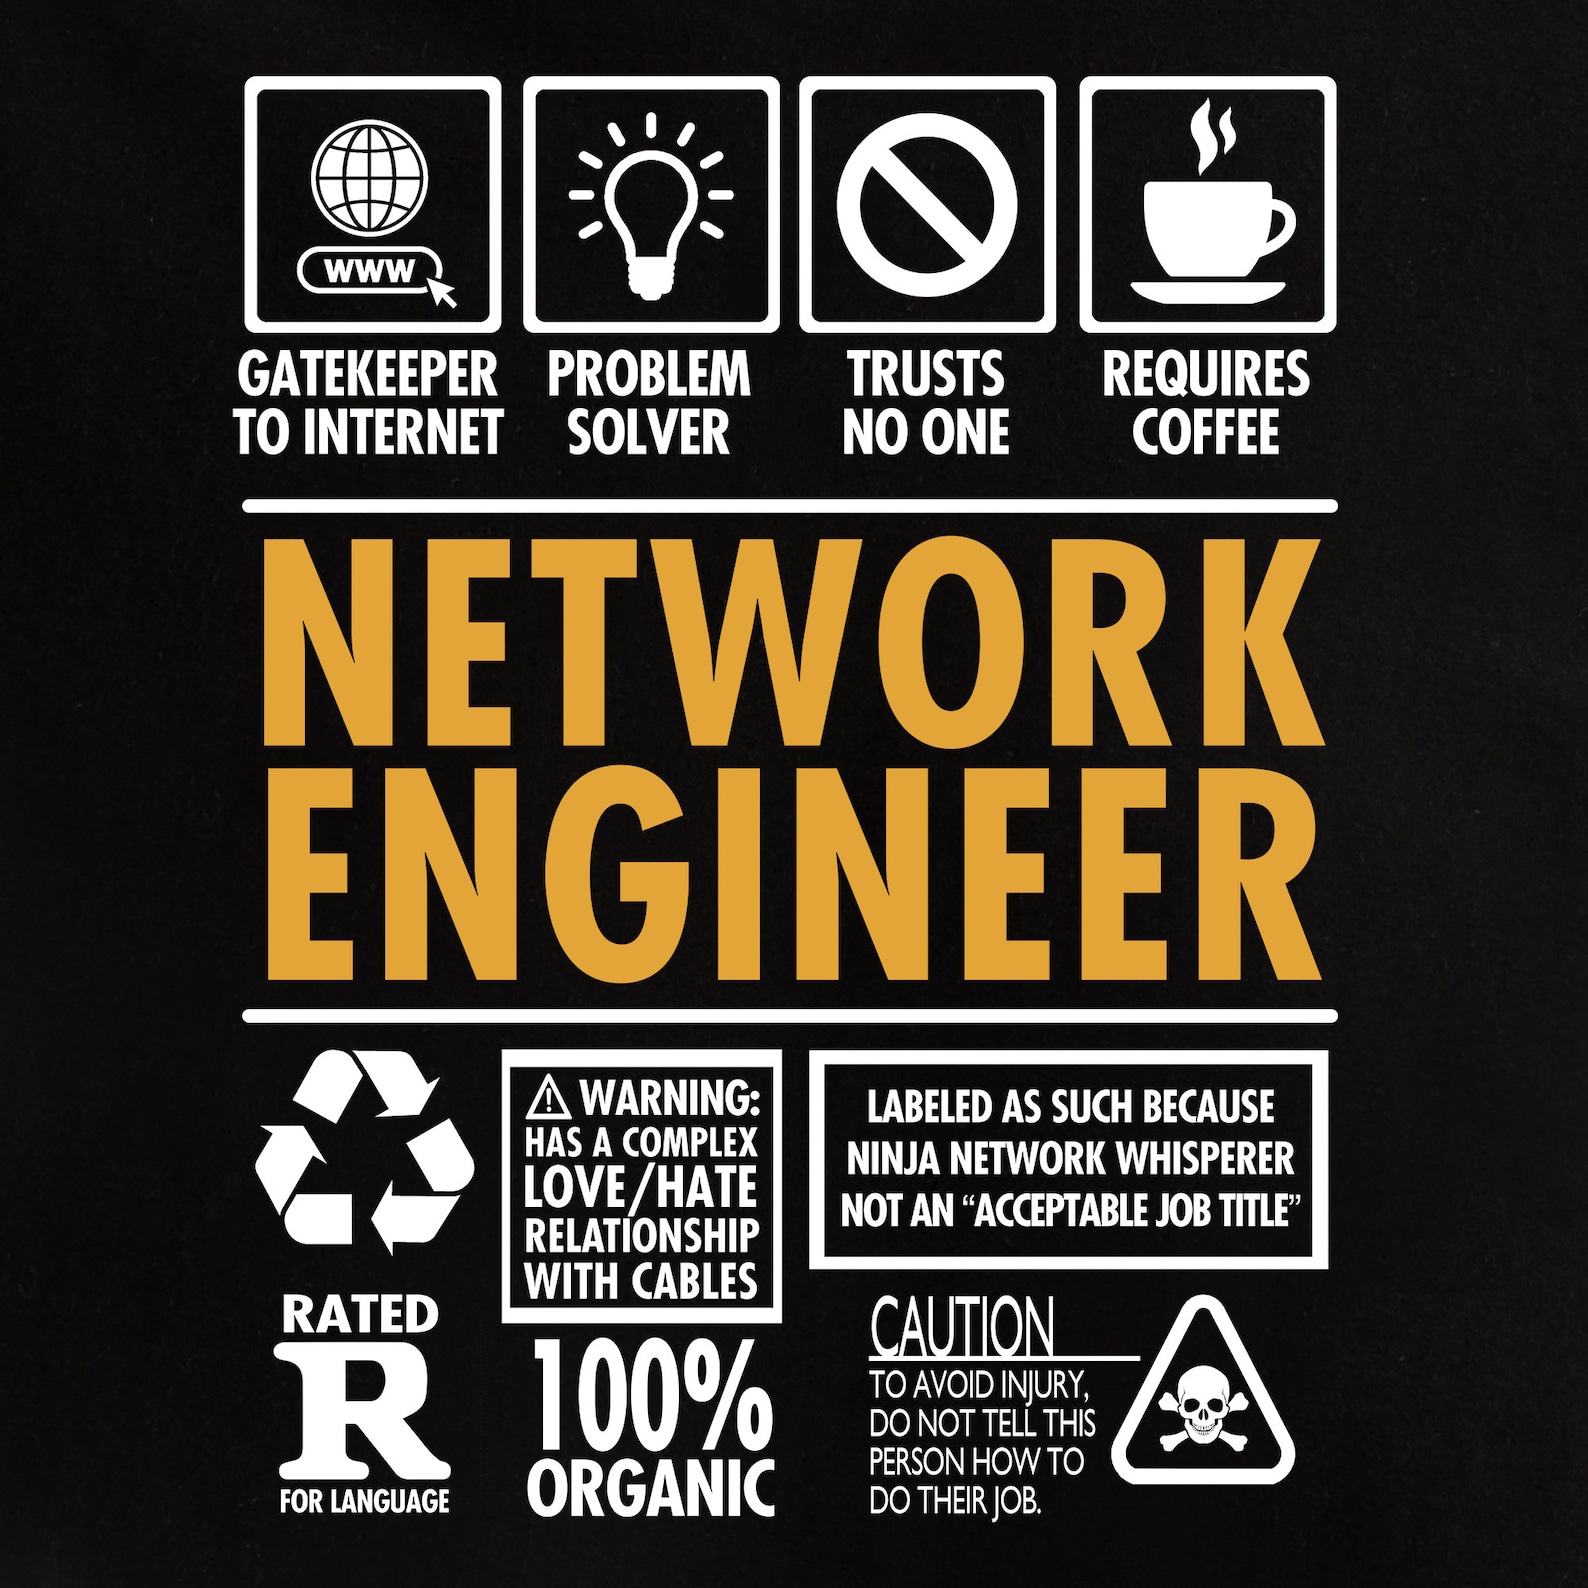 WWW
GATEKEEPER
TO INTERNET
PROBLEM
SOLVER
TRUSTS
NO ONE
REQUIRES
COFFEE
NETWORK
ENGINEER
WARNING:
HAS A COMPLEX
LOVE/HATE
RELATIONSHIP
WITH CABLES
LABELED AS SUCH BECAUSE
NINJA NETWORK WHISPERER
NOT AN “ACCEPTABLE JOB TITLE”
RATED
R
FOR LANGUAGE
100%
ORGANIC
CAUTION
TO AVOID INJURY,
DO NOT TELL THIS
PERSON HOW TO
DO THEIR JOB.